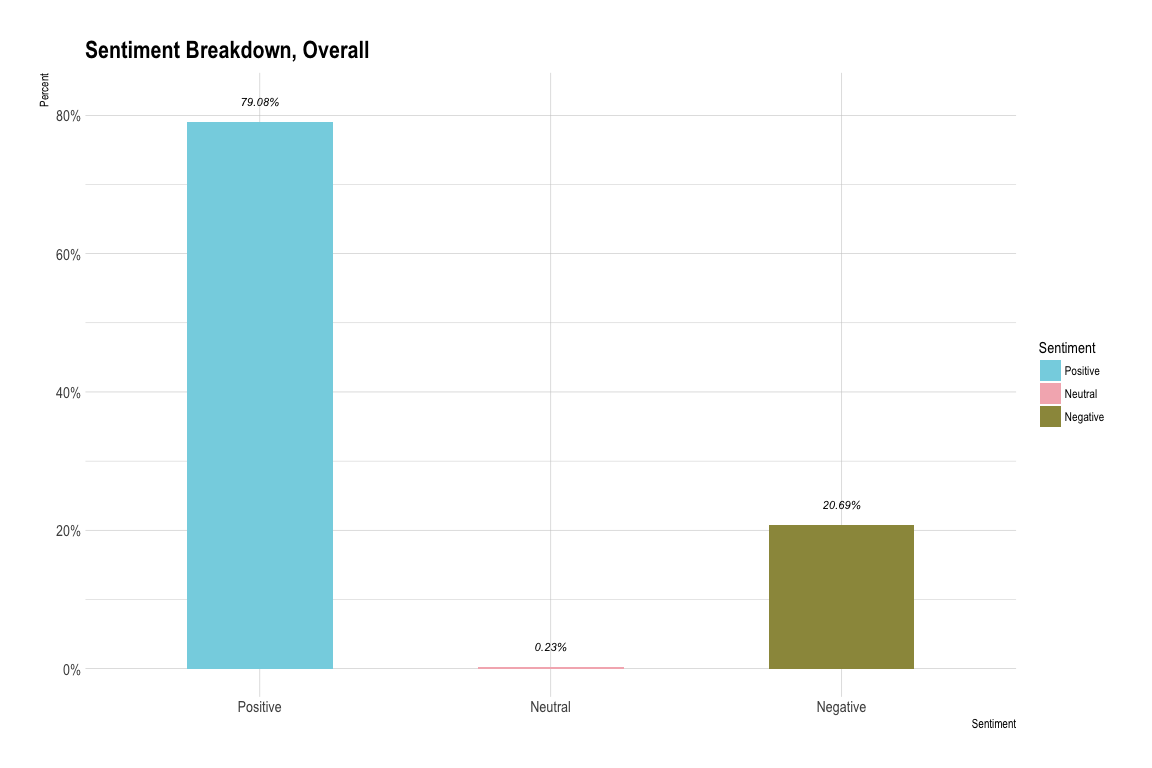 Sentiment Breakdown, Overall
Percent
80%
60%
40%
20%
0%
79.08%
0.23%
20.69%
Positive
Neutral
Negative
Sentiment
Sentiment
Positive
Neutral
Negative